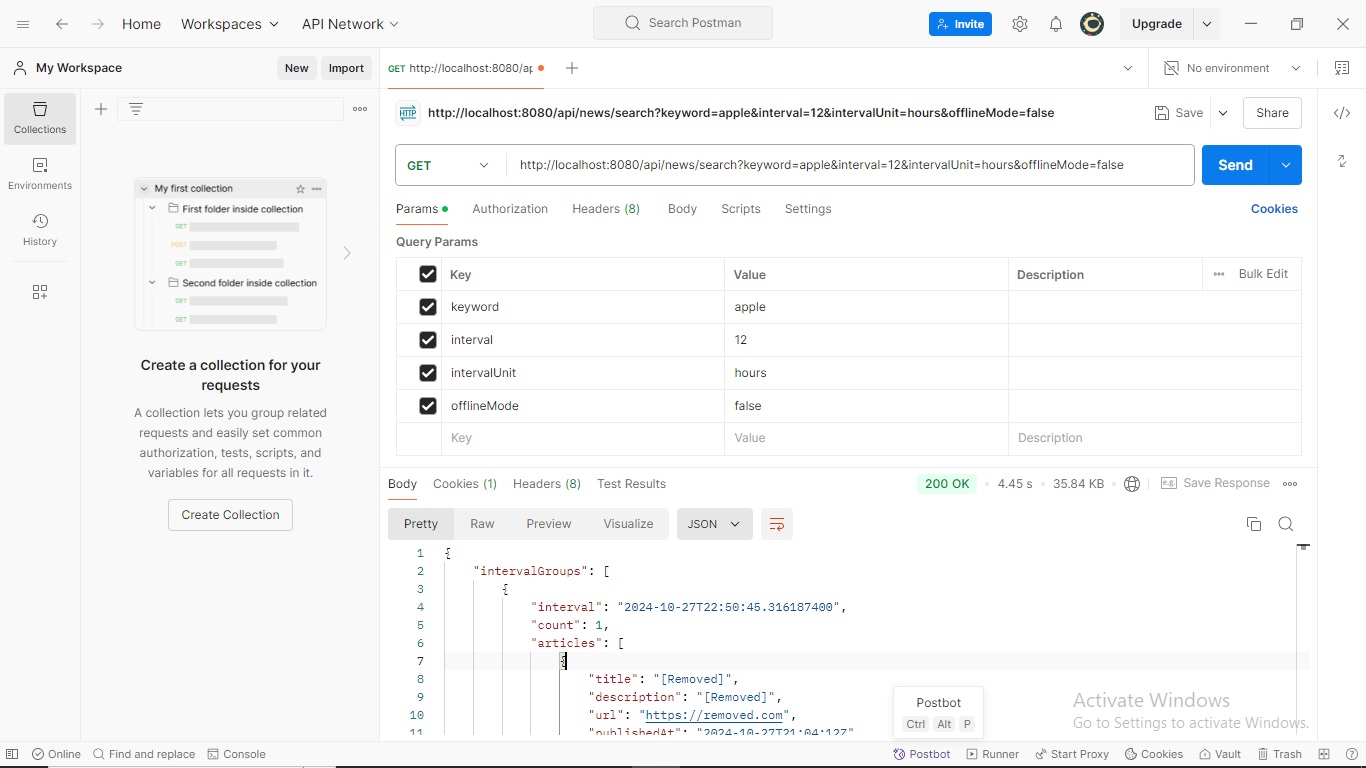 Home Workspaces API Network Search Postman Invite Upgrade
My Workspace New Import GET http://localhost:8080/ap No environment
HTTP http://localhost:8080/api/news/search?keyword=apple&interval=12&intervalUnit=hours&offlineMode=false Save Share
Collections
Environments
History
My first collection
First folder inside collection
GET
POST
GET
Second folder inside collection
GET
GET
Create a collection for your
requests
A collection lets you group related
requests and easily set common
authorization, tests, scripts, and
variables for all requests in it.
Create Collection
GET http://localhost:8080/api/news/search?keyword=apple&interval=12&intervalUnit=hours&offlineMode=false Send
Params Authorization Headers (8) Body Scripts Settings Cookies
Query Params
Key Value Description Bulk Edit
keyword apple
interval 12
intervalUnit hours
offlineMode false
Key Value Description
Body Cookies (1) Headers (8) Test Results 200 OK 4.45 s 35.84 KB e.g. Save Response
Pretty Raw Preview Visualize JSON
1 {
2 "intervalGroups": [
3 {
4 "interval": "2024-10-27T22:50:45.316187400",
5 "count": 1,
6 "articles": [
7 {
8 "title": "[Removed]",
9 "description": "[Removed]",
10 "url": "https://removed.com",
11 "publishedAt": "2024-10-27T21:04:12Z"
Postbot
Ctrl Alt P
Activate Windows
Go to Settings to activate Windows.
Online Find and replace Console Postbot Runner Start Proxy Cookies Vault Trash